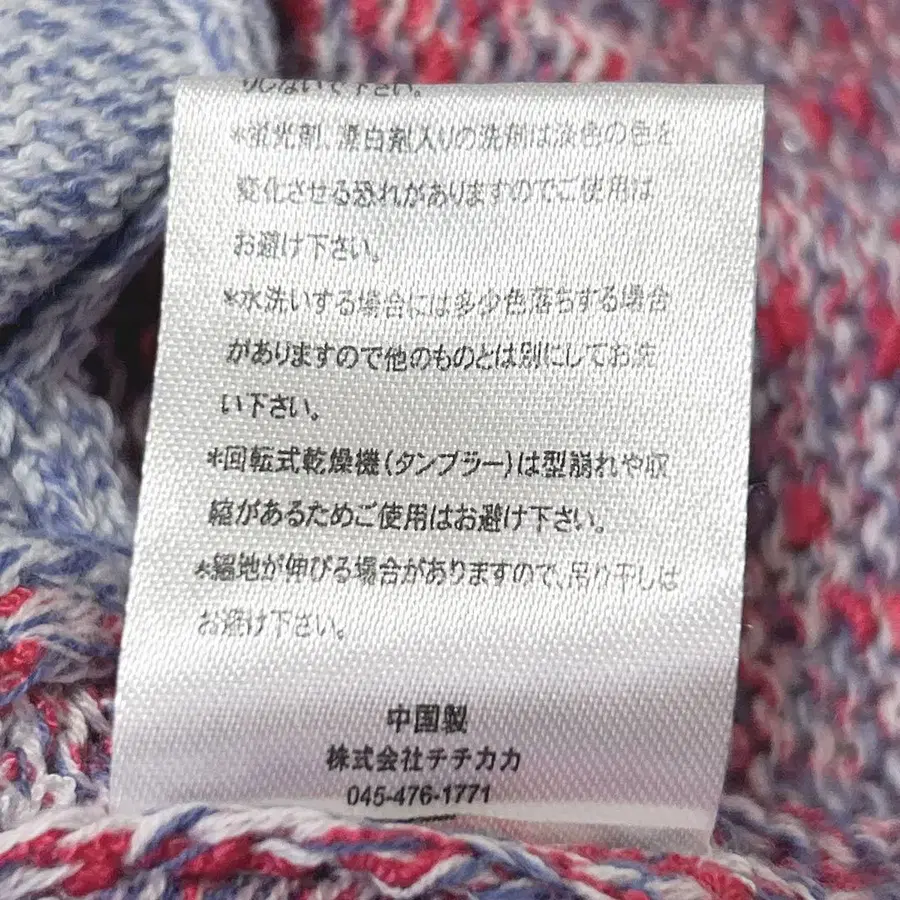 りしないで下さい。
*蛍光剤、漂白剤入りの洗剤は淡色の色を
変化させる恐れがありますのでご使用は
お避け下さい。
*水洗いする場合には多少色落ちする場合
がありますので他のものとは別にしてお洗
い下さい。
*回転式乾燥機(タンブラー)は型崩れや収
縮があるためご使用はお避け下さい。
*編地が伸びる場合がありますので、吊り干しは
お避け下さい。
中国製
株式会社チチカカ
045-476-1771